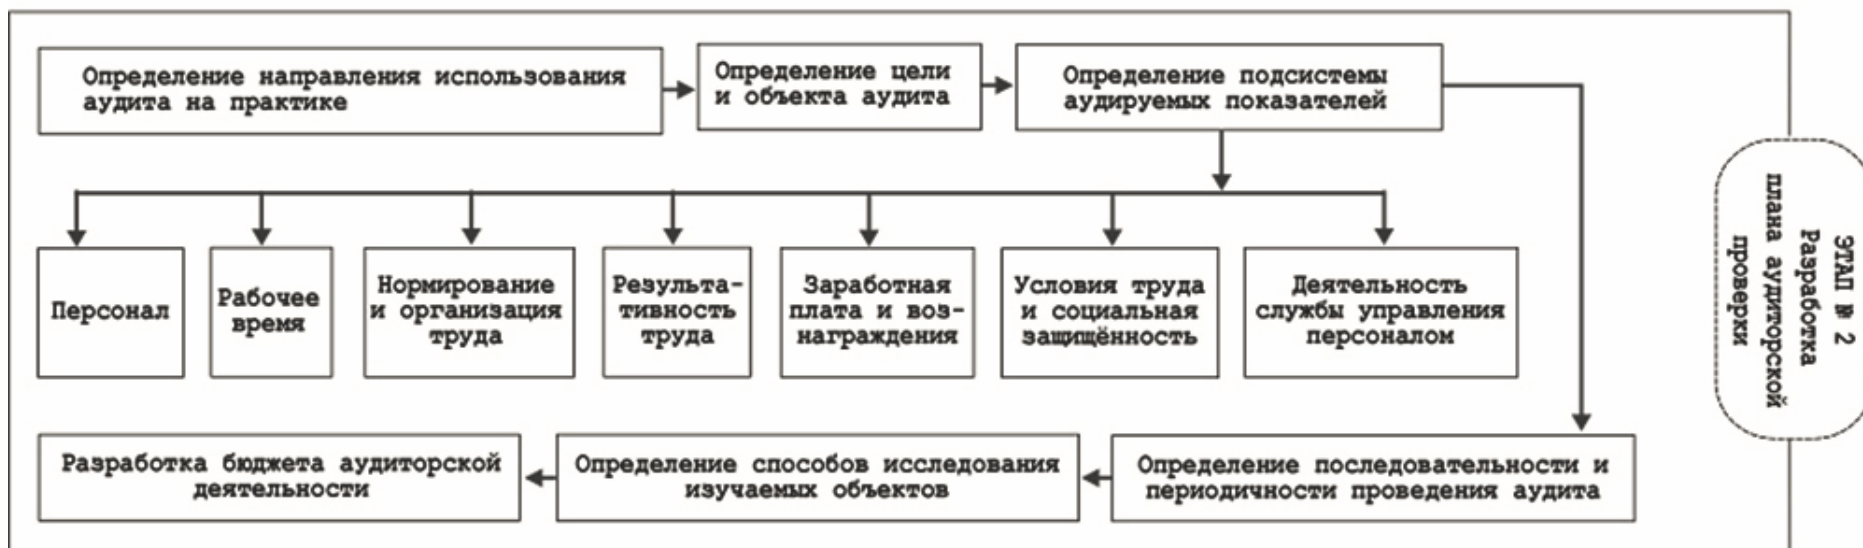 Определение направления использования
аудита на практике
Определение цели
и объекта аудита
Определение подсистемы
аудируемых показателей
Персонал
Рабочее
время
Нормирование
и организация
труда
Результа-
тивность
труда
Заработная
плата и воз-
награждения
Условия труда
и социальная
защищённость
Деятельность
службы управления
персоналом
Определение последовательности и
периодичности проведения аудита
Определение способов исследования
изучаемых объектов
Разработка бюджета аудиторской
деятельности
ЭТАП № 2
Разработка
плана аудиторской
проверки